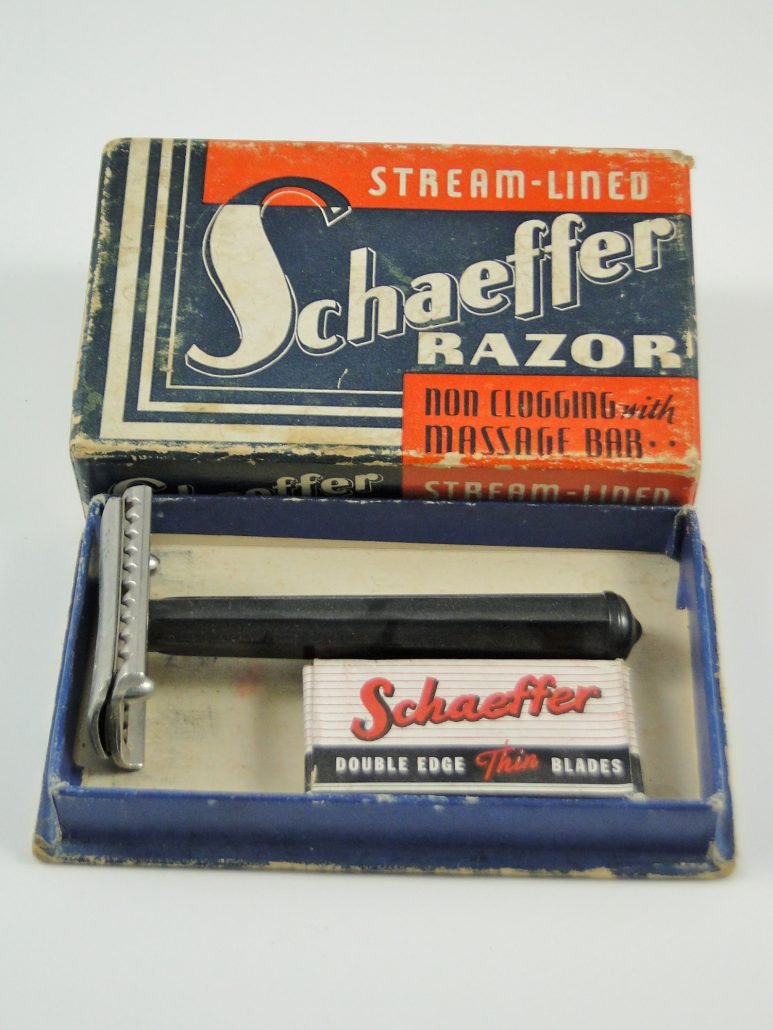 STREAM-LINED
Schaeffer
RAZOR
NON CLOGGING with
MASSAGE BAR..
Schaeffer STREAM-LINED
Schaeffer
DOUBLE EDGE Thin BLADES